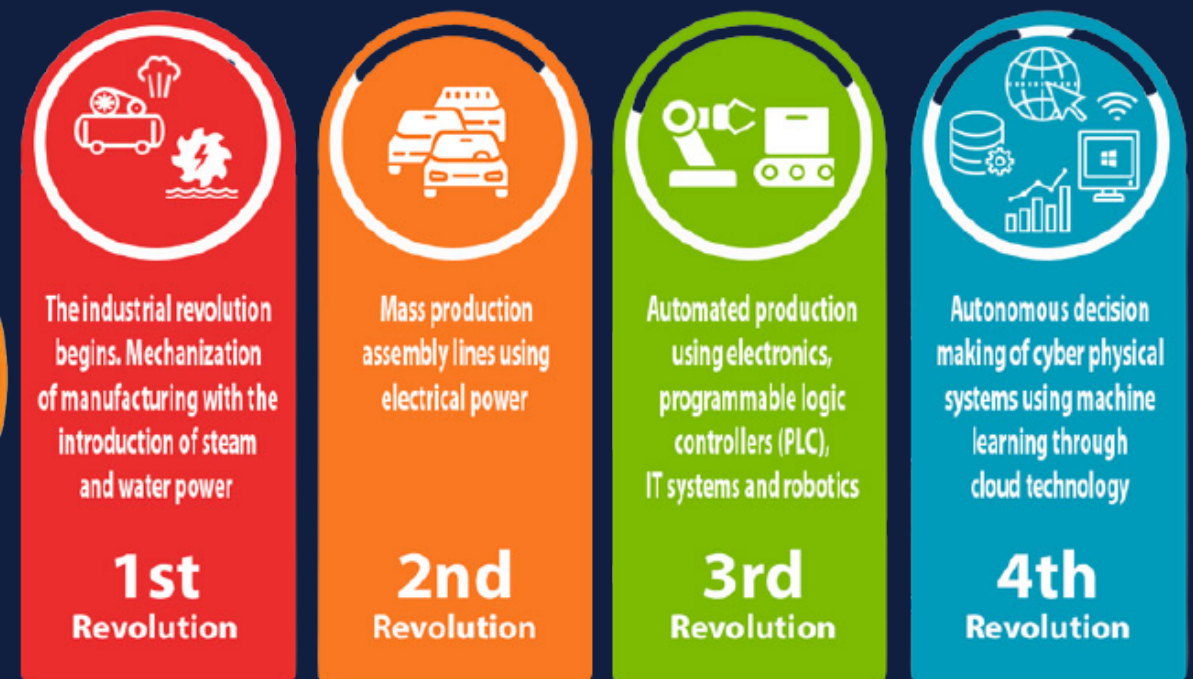 The industrial revolution
begins. Mechanization
of manufacturing with the
introduction of steam
and water power
1st
Revolution
Mass production
assembly lines using
electrical power
2nd
Revolution
Automated production
using electronics,
programmable logic
controllers (PLC),
IT systems and robotics
3rd
Revolution
Autonomous decision
making of cyber physical
systems using machine
learning through
cloud technology
4th
Revolution